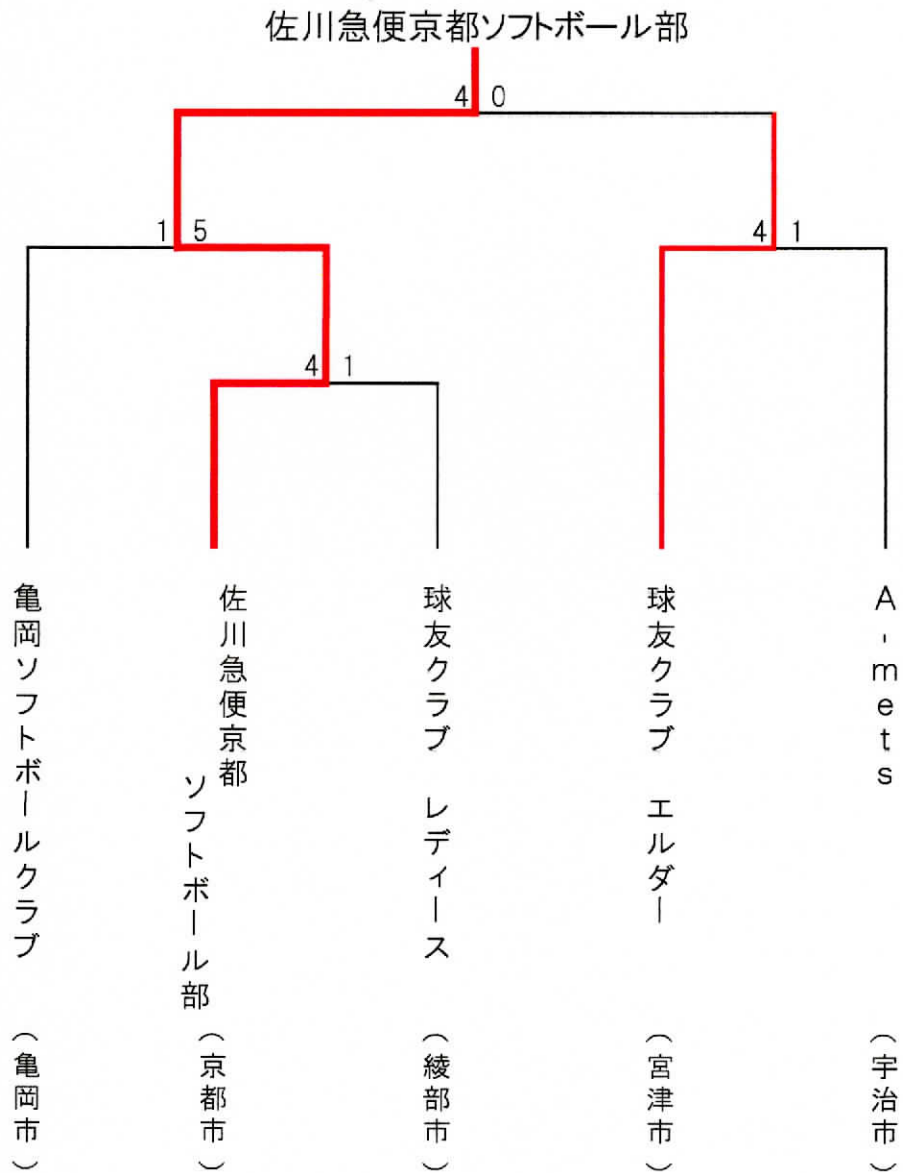 佐川急便京都ソフトボール部
4 0
1 5
4 1
4 1
亀岡ソフトボールクラブ
(亀岡市)
佐川急便京都
ソフトボール部
(京都市)
球友クラブ レディース
(綾部市)
球友クラブ エルダー
(宮津市)
A-mets
(宇治市)